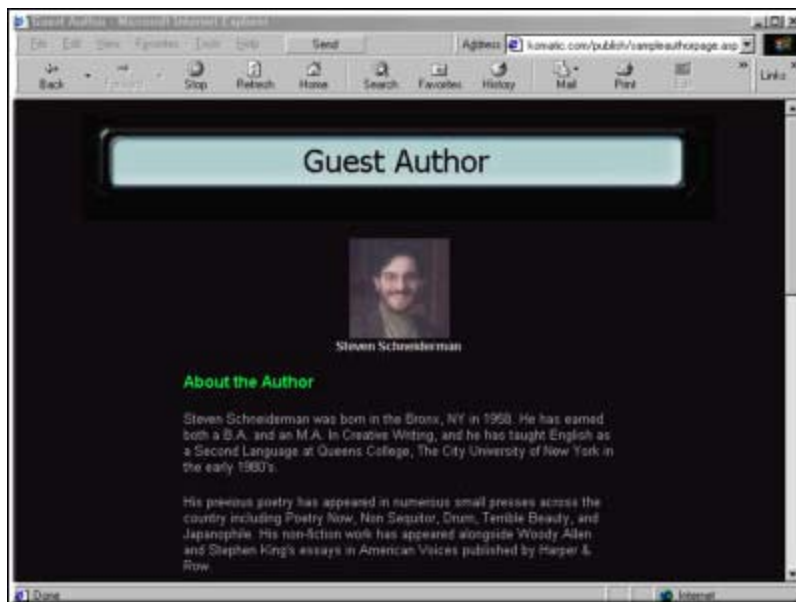 Guest Author - Microsoft Internet Explorer
File Edit View Favorites Tools Help Send Address komatic.com/publish/sampleauthorpage.asp
Back Forward Stop Refresh Home Search Favorites History Mail Print Edit » Links »
Guest Author
Steven Schneiderman
About the Author
Steven Schneiderman was born in the Bronx, NY in 1958. He has earned
both a B.A. and an M.A. In Creative Writing, and he has taught English as
a Second Language at Queens College, The City University of New York in
the early 1980's.
His previous poetry has appeared in numerous small presses across the
country including Poetry Now, Non Sequitor, Drum, Terrible Beauty, and
Japanophile. His non-fiction work has appeared alongside Woody Allen
and Stephen King's essays in American Voices published by Harper &
Row.
Done Internet